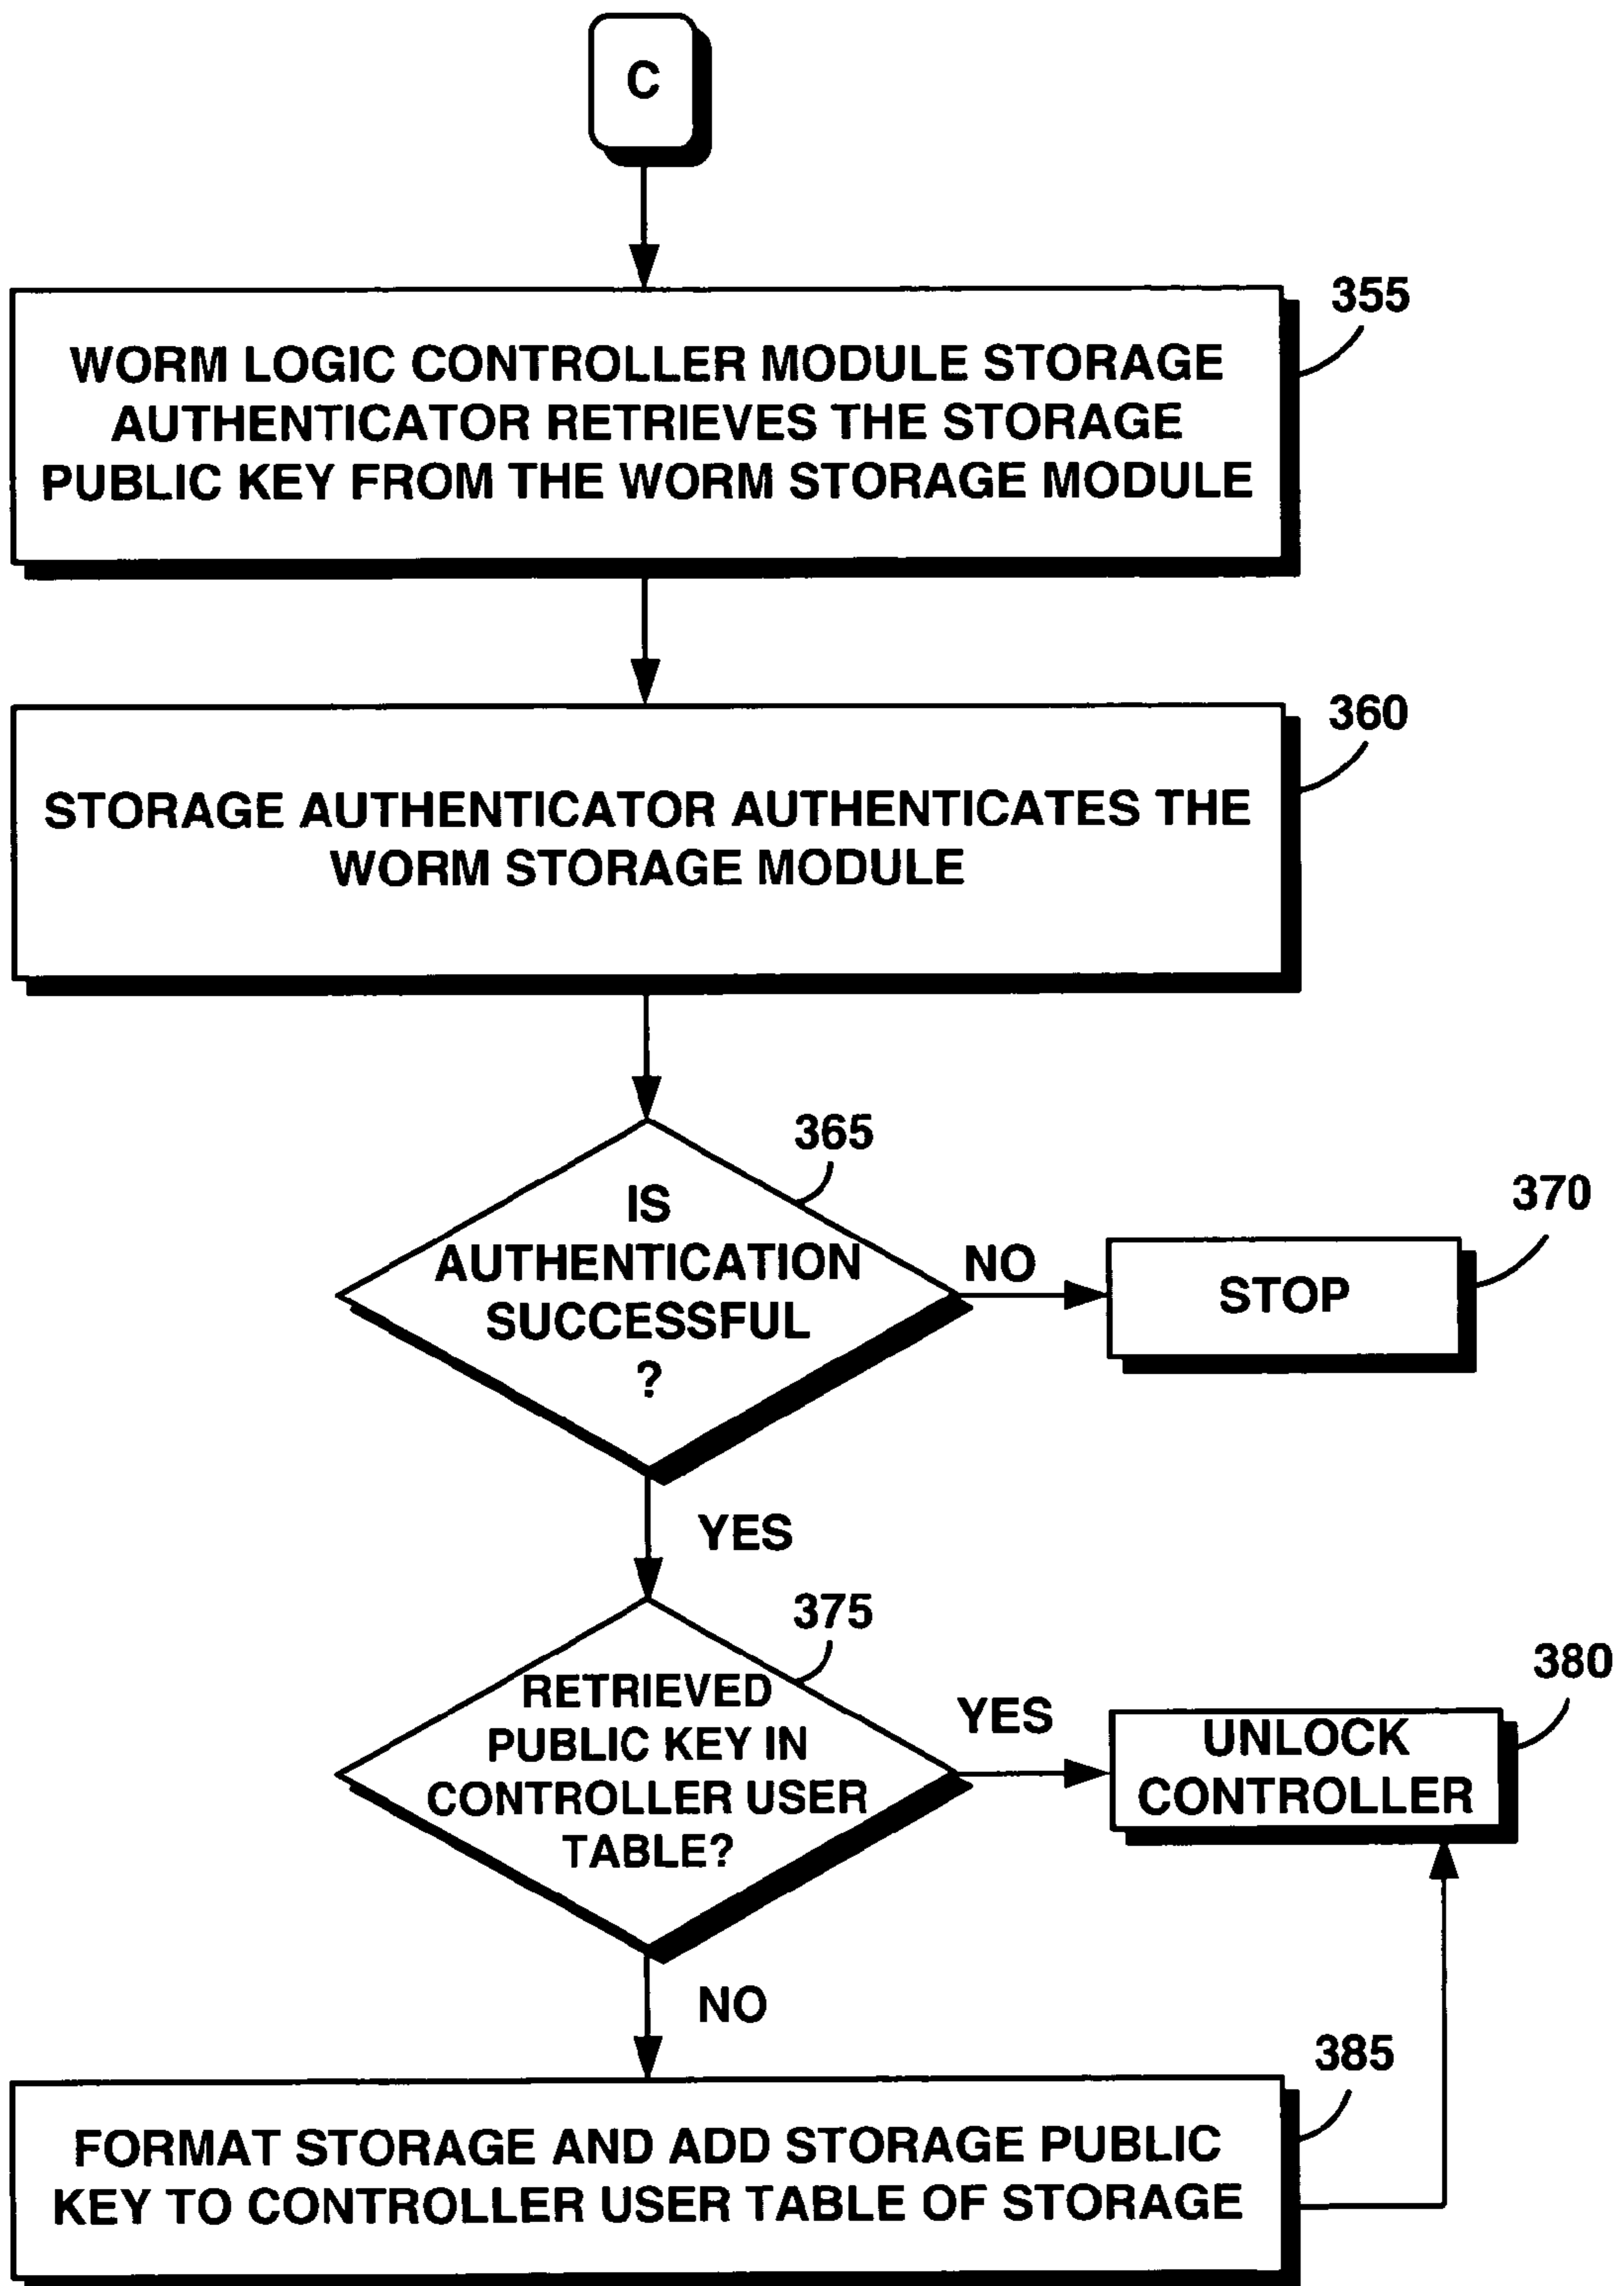 C
355
WORM LOGIC CONTROLLER MODULE STORAGE
AUTHENTICATOR RETRIEVES THE STORAGE
PUBLIC KEY FROM THE WORM STORAGE MODULE
360
STORAGE AUTHENTICATOR AUTHENTICATES THE
WORM STORAGE MODULE
365
IS
AUTHENTICATION
SUCCESSFUL
?
NO
370
STOP
YES
375
RETRIEVED
PUBLIC KEY IN
CONTROLLER USER
TABLE?
YES
380
UNLOCK
CONTROLLER
NO
385
FORMAT STORAGE AND ADD STORAGE PUBLIC
KEY TO CONTROLLER USER TABLE OF STORAGE